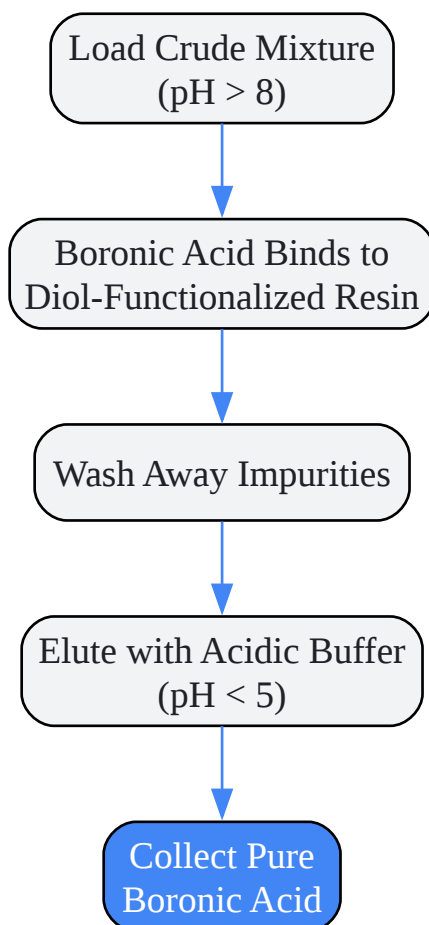 Load Crude Mixture
(pH > 8)
Boronic Acid Binds to
Diol-Functionalized Resin
Wash Away Impurities
Elute with Acidic Buffer
(pH < 5)
Collect Pure
Boronic Acid